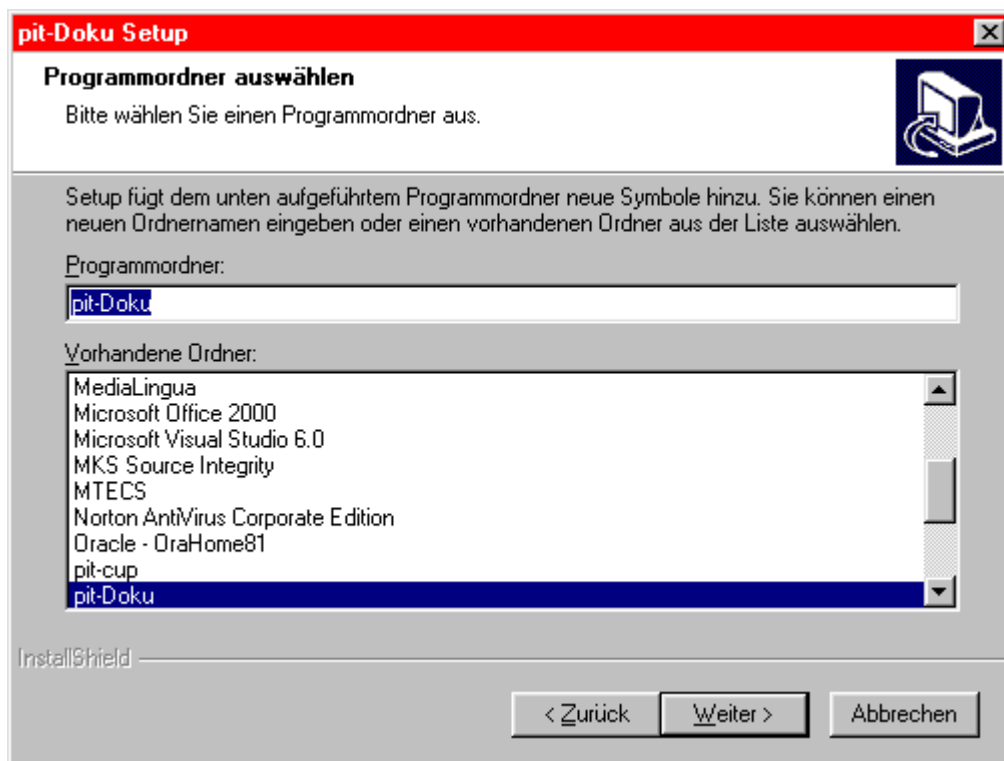 pit-Doku Setup
Programmordner auswählen
Bitte wählen Sie einen Programmordner aus.
Setup fügt dem unten aufgeführtem Programmordner neue Symbole hinzu. Sie können einen
neuen Ordnernamen eingeben oder einen vorhandenen Ordner aus der Liste auswählen.
Programmordner:
pit-Doku
Vorhandene Ordner:
MediaLingua
Microsoft Office 2000
Microsoft Visual Studio 6.0
MKS Source Integrity
MTECS
Norton AntiVirus Corporate Edition
Oracle - OraHome81
pit-cup
pit-Doku
InstallShield
< Zurück Weiter > Abbrechen